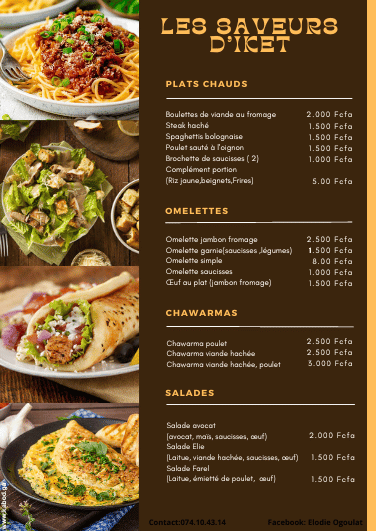 LES SAVEURS
D'IKET
PLATS CHAUDS
Boulettes de viande au fromage 2.000 Fcfa
Steak haché 1.500 Fcfa
Spaghettis bolognaise 1.500 Fcfa
Poulet sauté à l'oignon 1.500 Fcfa
Brochette de saucisses ( 2) 1.000 Fcfa
Complément portion
(Riz jaune,beignets,Frires) 5.00 Fcfa
OMELETTES
Omelette jambon fromage 2.500 Fcfa
Omelette garnie(saucisses ,légumes) 1.500 Fcfa
Omelette simple 8.00 Fcfa
Omelette saucisses 1.000 Fcfa
Œuf au plat (jambon fromage) 1.500 Fcfa
CHAWARMAS
Chawarma poulet 2.500 Fcfa
Chawarma viande hachée 2.500 Fcfa
Chawarma viande hachée, poulet 3.000 Fcfa
SALADES
Salade avocat
(avocat, maïs, saucisses, œuf) 2.000 Fcfa
Salade Elie
(Laitue, viande hachée, saucisses, œuf) 1.500 Fcfa
Salade Farel
(Laitue, émietté de poulet, œuf) 1.500 Fcfa
Contact:074.10.43.14 Facebook: Elodie Ogoulat